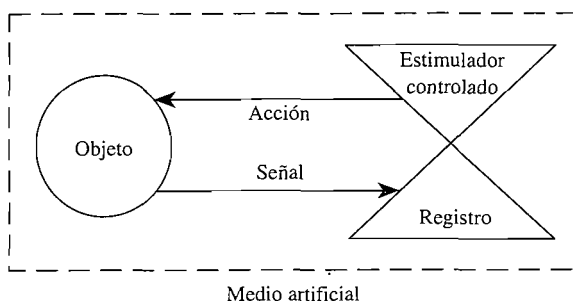 Estimulador
controlado
Acción
Objeto
Señal
Registro
Medio artificial